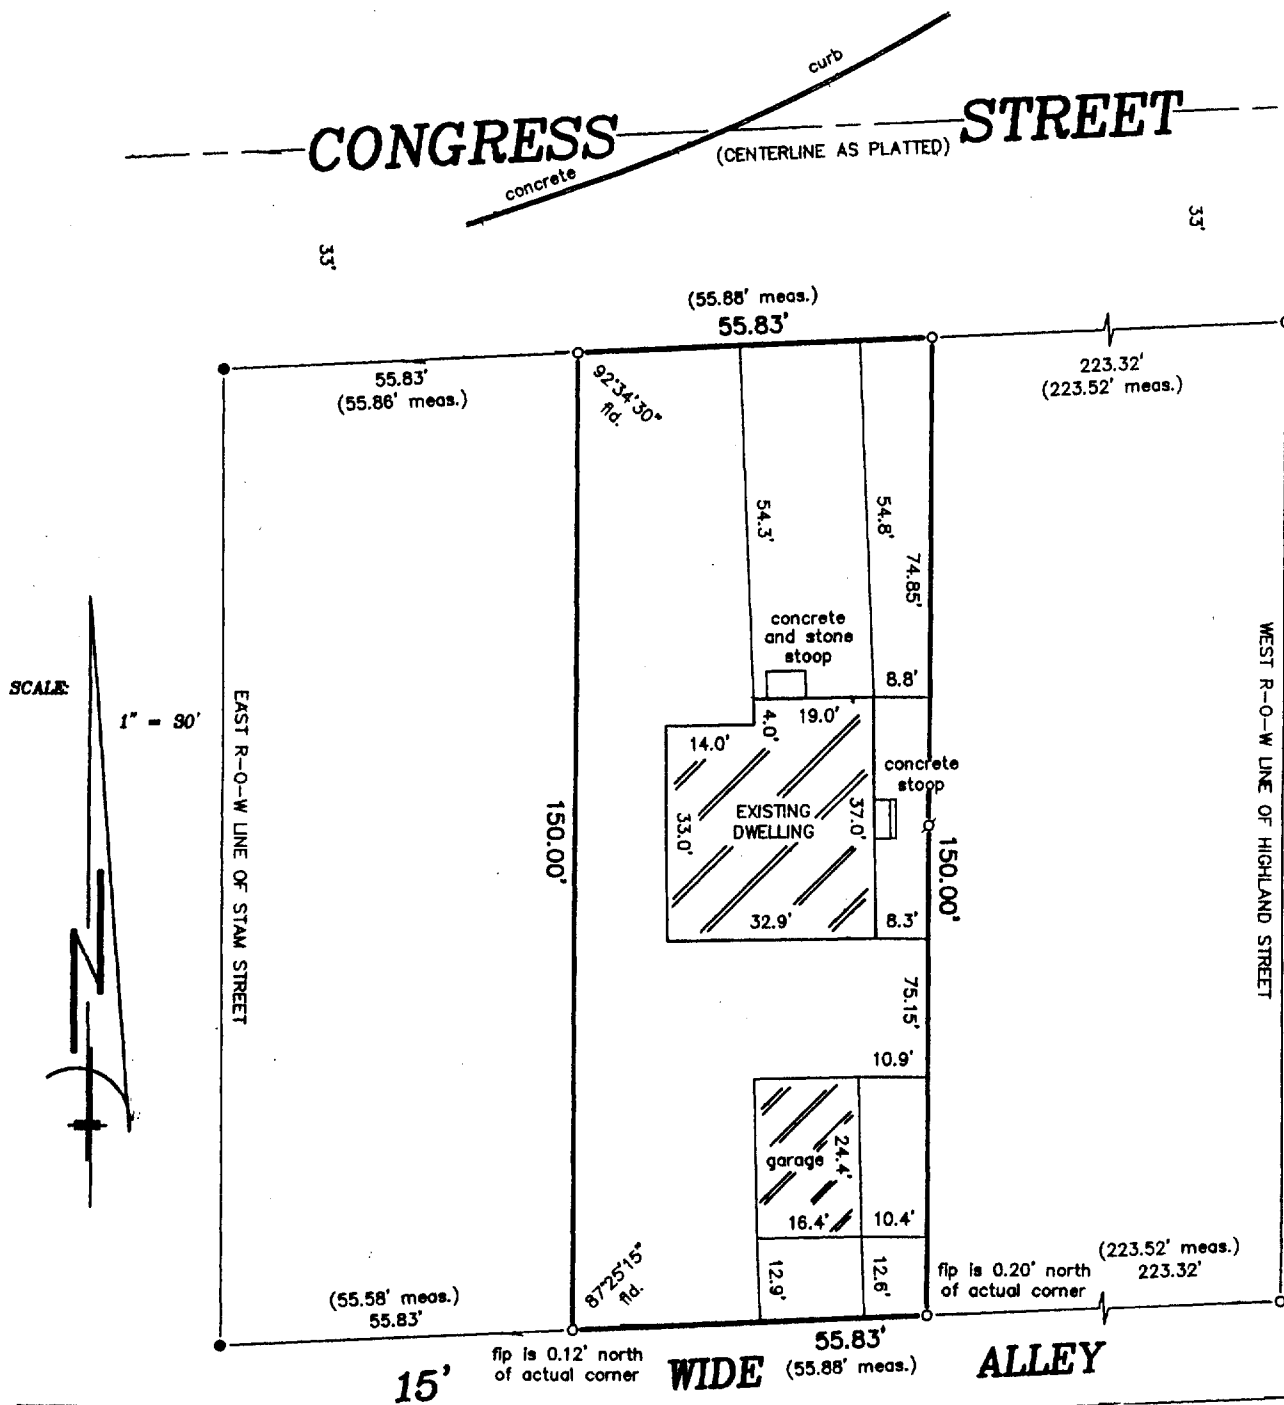 curb
CONGRESS STREET
(CENTERLINE AS PLATTED)
concrete
33'
33'
(55.88' meas.)
55.83'
55.83'
(55.86' meas.)
92°34'30"
fld.
223.32'
(223.52' meas.)
54.3'
54.8'
74.85'
concrete
and stone
stoop
8.8'
SCALE:
1" = 30'
EAST R-O-W LINE OF STAM STREET
WEST R-O-W LINE OF HIGHLAND STREET
4.0'
19.0'
14.0'
concrete
stoop
EXISTING
DWELLING
33.0'
37.0'
150.00'
150.00'
32.9'
8.3'
N
75.15'
10.9'
24.4'
garage
16.4'
10.4'
12.9'
12.6'
87°25'15"
fld.
fip is 0.20' north
of actual corner
(223.52' meas.)
223.32'
(55.58' meas.)
55.83'
fip is 0.12' north
of actual corner
55.83'
(55.88' meas.)
15' WIDE ALLEY